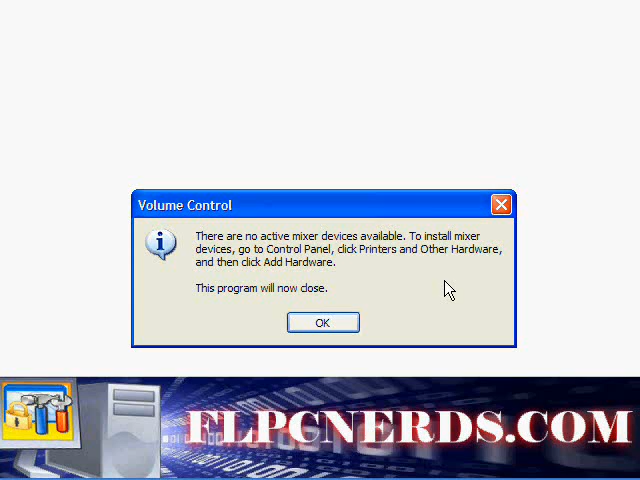 Volume Control
There are no active mixer devices available. To install mixer
devices, go to Control Panel, click Printers and Other Hardware,
and then click Add Hardware.
This program will now close.
OK
FLPCNERDS.COM